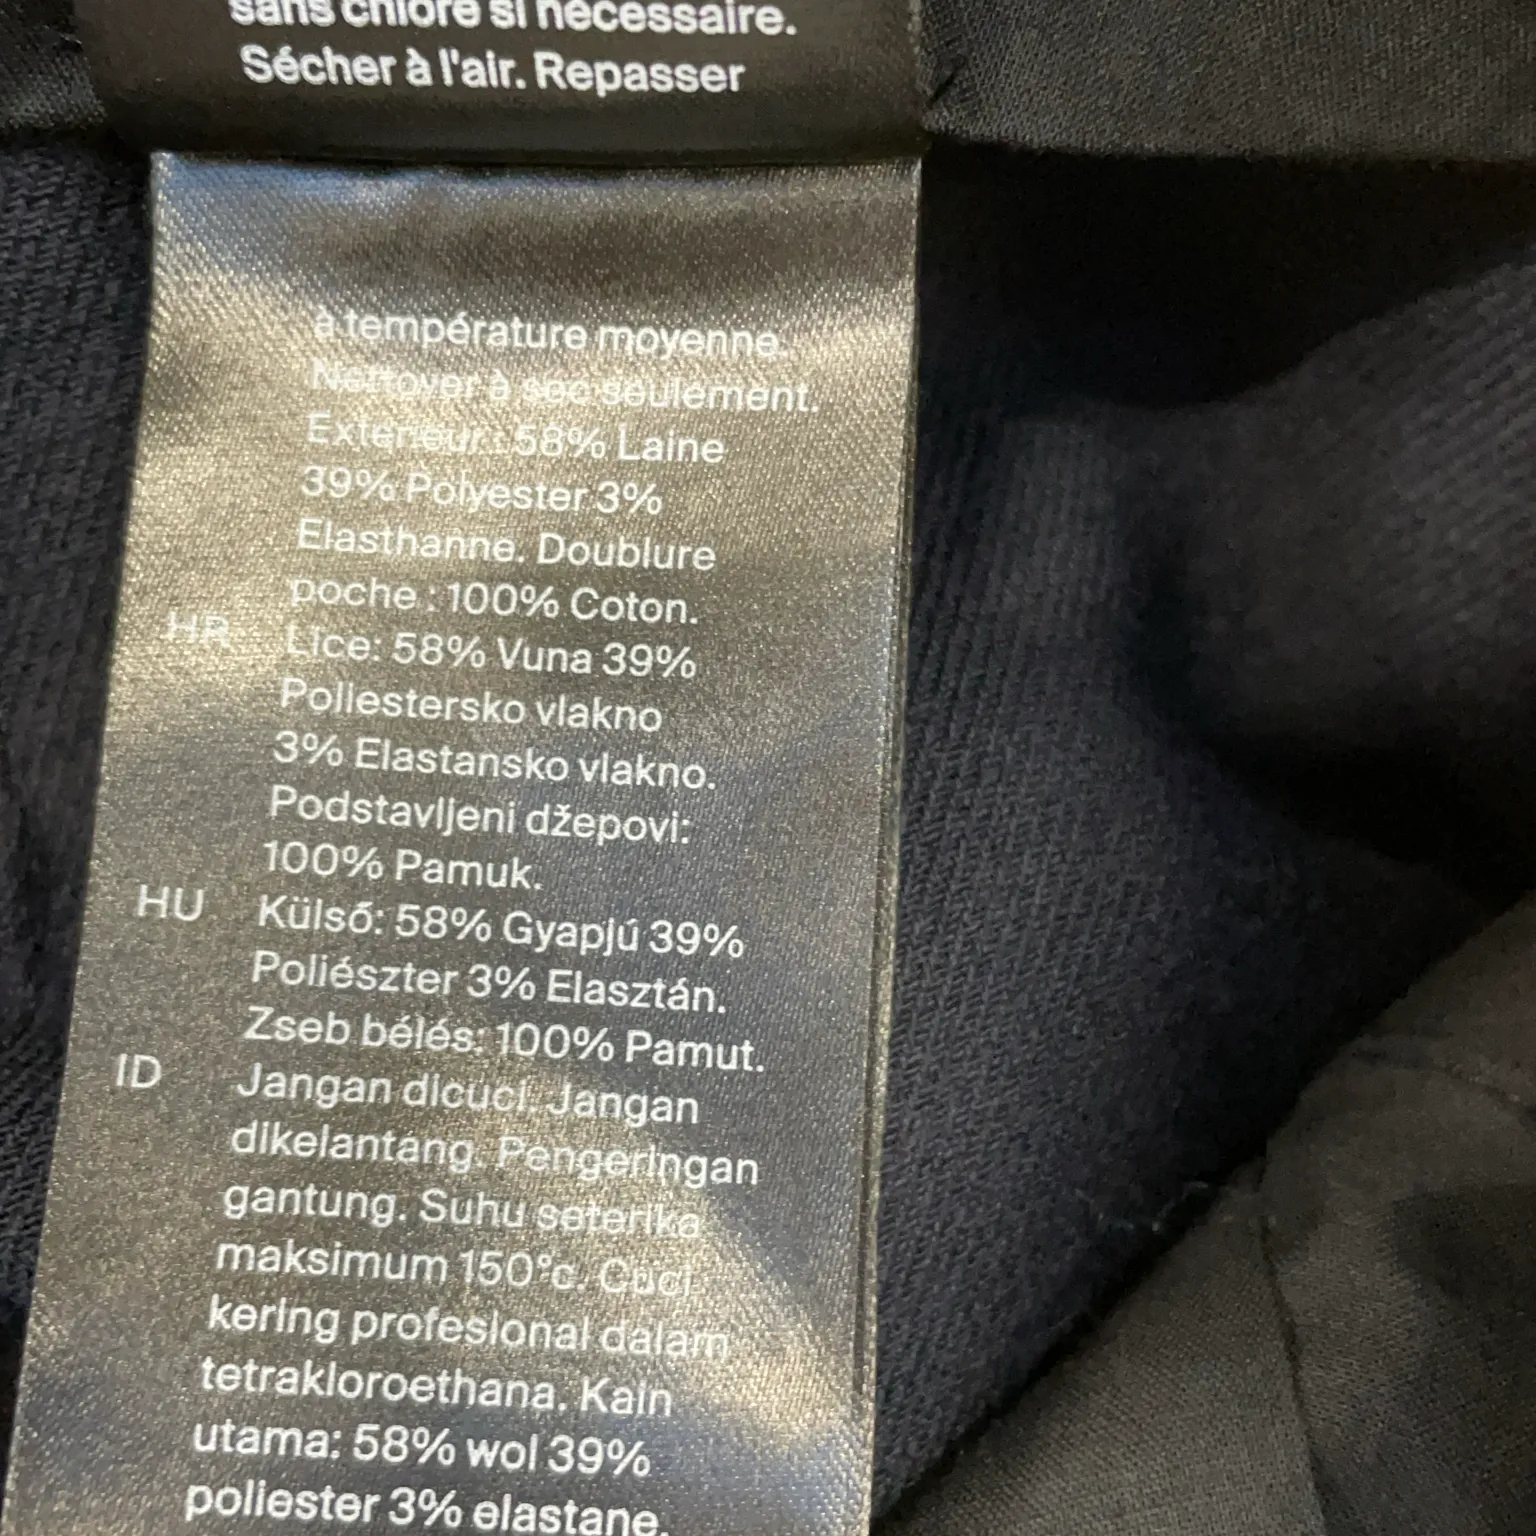 sans chlore si nécessaire.
Sécher à l'air. Repasser
à température moyenne.
Nettoyer à sec seulement.
Extérieur : 58% Laine
39% Polyester 3%
Elasthanne. Doublure
poche : 100% Coton.
HR Lice: 58% Vuna 39%
Poliestersko vlakno
3% Elastansko vlakno.
Podstavljeni džepovi:
100% Pamuk.
HU Külső: 58% Gyapjú 39%
Poliészter 3% Elasztán.
Zseb bélés: 100% Pamut.
ID Jangan dicuci. Jangan
dikelantang. Pengeringan
gantung. Suhu seterika
maksimum 150°c. Cuci
kering profesional dalam
tetrakloroethana. Kain
utama: 58% wol 39%
poliester 3% elastane.